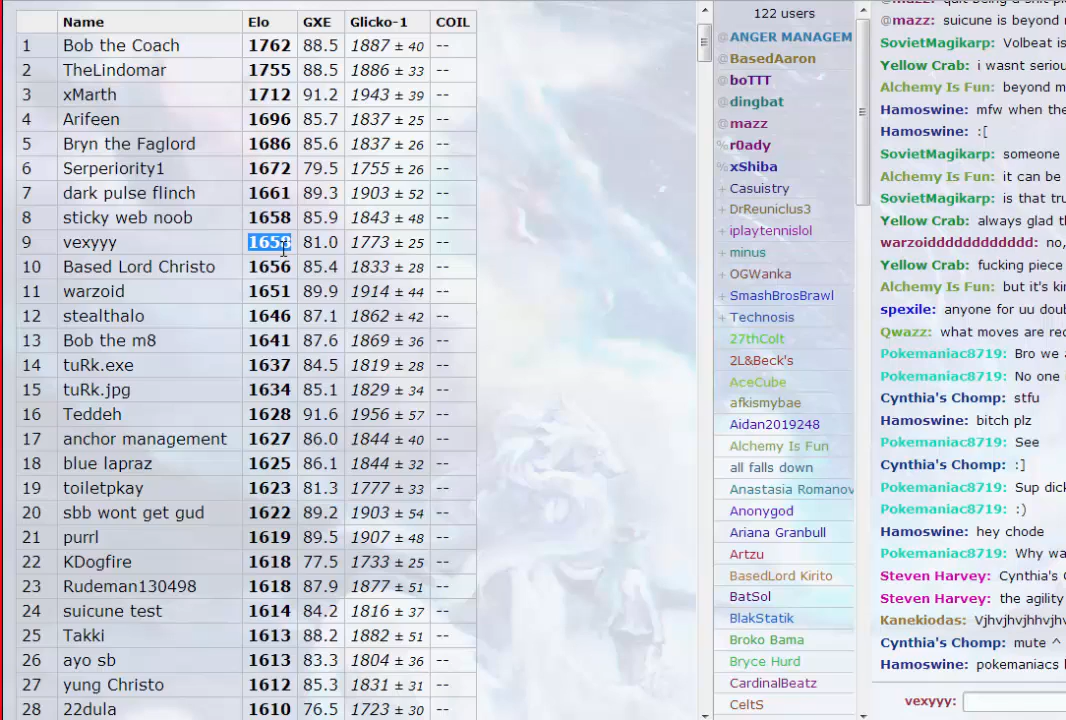 Name Elo GXE Glicko-1 COIL
1 Bob the Coach 1762 88.5 1887 ± 40 --
2 TheLindomar 1755 88.5 1886 ± 33 --
3 xMarth 1712 91.2 1943 ± 39 --
4 Arifeen 1696 85.7 1837 ± 25 --
5 Bryn the Faglord 1686 85.6 1837 ± 26 --
6 Serperiority1 1672 79.5 1755 ± 26 --
7 dark pulse flinch 1661 89.3 1903 ± 52 --
8 sticky web noob 1658 85.9 1843 ± 48 --
9 vexyyy 1658 81.0 1773 ± 25 --
10 Based Lord Christo 1656 85.4 1833 ± 28 --
11 warzoid 1651 89.9 1914 ± 44 --
12 stealthalo 1646 87.1 1862 ± 42 --
13 Bob the m8 1641 87.6 1869 ± 36 --
14 tuRk.exe 1637 84.5 1819 ± 28 --
15 tuRk.jpg 1634 85.1 1829 ± 34 --
16 Teddeh 1628 91.6 1956 ± 57 --
17 anchor management 1627 86.0 1844 ± 40 --
18 blue lapraz 1625 86.1 1844 ± 32 --
19 toiletpkay 1623 81.3 1777 ± 33 --
20 sbb wont get gud 1622 89.2 1903 ± 54 --
21 purrl 1619 89.5 1907 ± 48 --
22 KDogfire 1618 77.5 1733 ± 25 --
23 Rudeman130498 1618 87.9 1877 ± 51 --
24 suicune test 1614 84.2 1816 ± 37 --
25 Takki 1613 88.2 1882 ± 51 --
26 ayo sb 1613 83.3 1804 ± 36 --
27 yung Christo 1612 85.3 1831 ± 31 --
28 22dula 1610 76.5 1723 ± 30 --
122 users
@ANGER MANAGEM
@BasedAaron
@boTTT
@dingbat
@mazz
%r0ady
%xShiba
+ Casuistry
+ DrReuniclus3
+ iplaytennislol
+ minus
+ OGWanka
+ SmashBrosBrawl
+ Technosis
27thColt
2L&Beck's
AceCube
afkismybae
Aidan2019248
Alchemy Is Fun
all falls down
Anastasia Romanov
Anonygod
Ariana Granbull
Artzu
BasedLord Kirito
BatSol
BlakStatik
Broko Bama
Bryce Hurd
CardinalBeatz
CeltS
@mazz: suicune is beyond
SovietMagikarp: Volbeat is
Yellow Crab: i wasnt seriou
Alchemy Is Fun: beyond m
Hamoswine: mfw when the
Hamoswine: :[
SovietMagikarp: someone
Alchemy Is Fun: it can be
SovietMagikarp: is that tru
Yellow Crab: always glad th
warzoidddddddddddd: no,
Yellow Crab: fucking piece
Alchemy Is Fun: but it's kin
spexile: anyone for uu doub
Qwazz: what moves are rec
Pokemaniac8719: Bro we a
Pokemaniac8719: No one i
Cynthia's Chomp: stfu
Hamoswine: bitch plz
Pokemaniac8719: See
Cynthia's Chomp: :]
Pokemaniac8719: Sup dick
Pokemaniac8719: :)
Hamoswine: hey chode
Pokemaniac8719: Why wa
Steven Harvey: Cynthia's C
Steven Harvey: the agility
Kanekiodas: Vjhvjhvjhhvjhv
Cynthia's Chomp: mute ^
Hamoswine: pokemaniacs l
vexyyy: